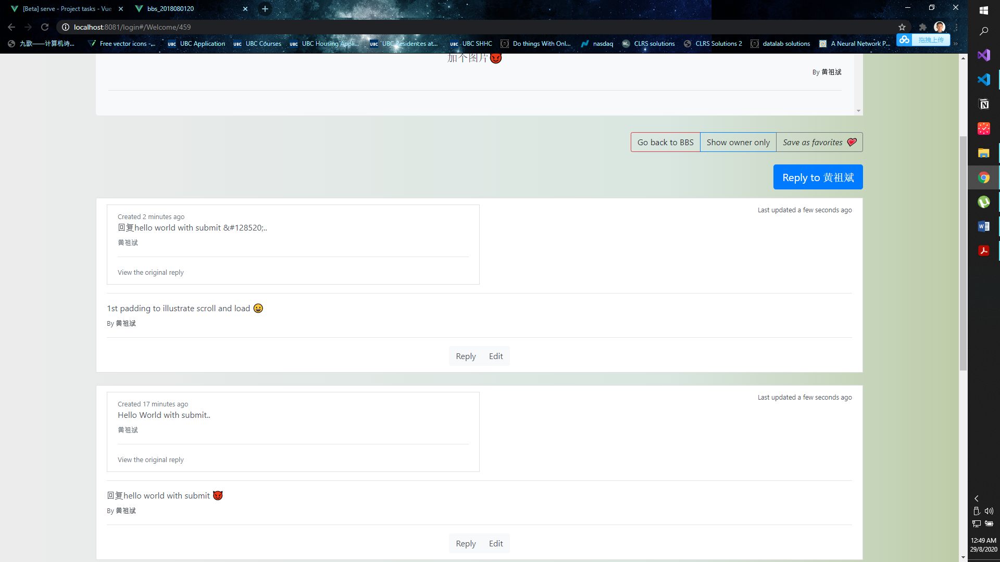 [Beta] serve - Project tasks - Vue
bbs_2018080120
localhost:8081/login#/Welcome/459
九歌——计算机诗...
Free vector icons -...
UBC Application
UBC Courses
UBC Housing Appli...
UBC Residences at...
UBC SHHC
Do things With Onl...
nasdaq
CLRS solutions
CLRS Solutions 2
datalab solutions
A Neural Network P...
拖拽上传
»
加个图片😈
By 黄祖斌
Go back to BBS
Show owner only
Save as favorites 💘
Reply to 黄祖斌
Created 2 minutes ago
Last updated a few seconds ago
回复hello world with submit &#128520;..
黄祖斌
View the original reply
1st padding to illustrate scroll and load 😀
By 黄祖斌
Reply
Edit
Created 17 minutes ago
Last updated a few seconds ago
Hello World with submit..
黄祖斌
View the original reply
回复hello world with submit 😈
By 黄祖斌
Reply
Edit
12:49 AM
29/8/2020